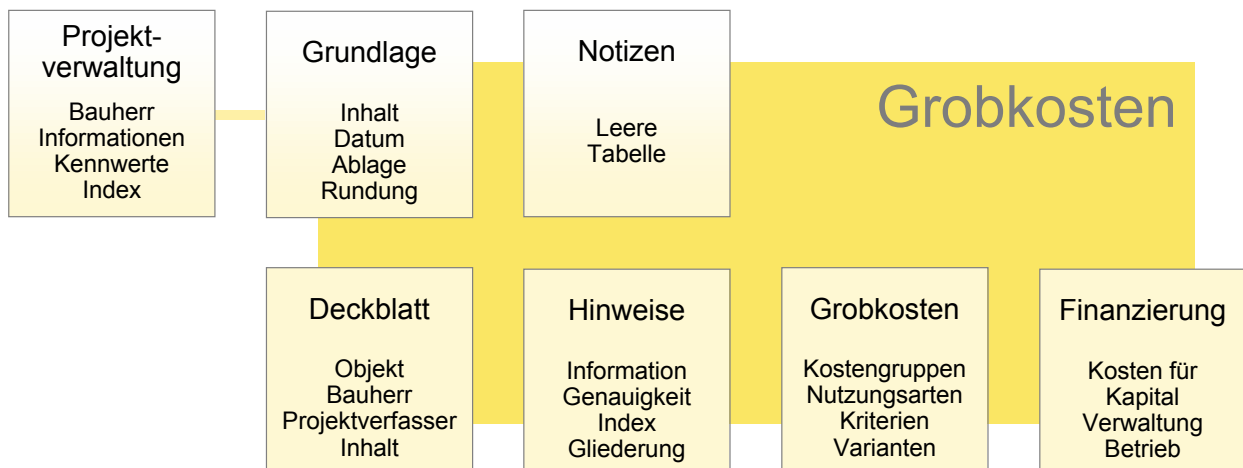 Projekt-
verwaltung
Bauherr
Informationen
Kennwerte
Index
Grundlage
Inhalt
Datum
Ablage
Rundung
Notizen
Leere
Tabelle
Grobkosten
Deckblatt
Objekt
Bauherr
Projektverfasser
Inhalt
Hinweise
Information
Genauigkeit
Index
Gliederung
Grobkosten
Kostengruppen
Nutzungsarten
Kriterien
Varianten
Finanzierung
Kosten für
Kapital
Verwaltung
Betrieb